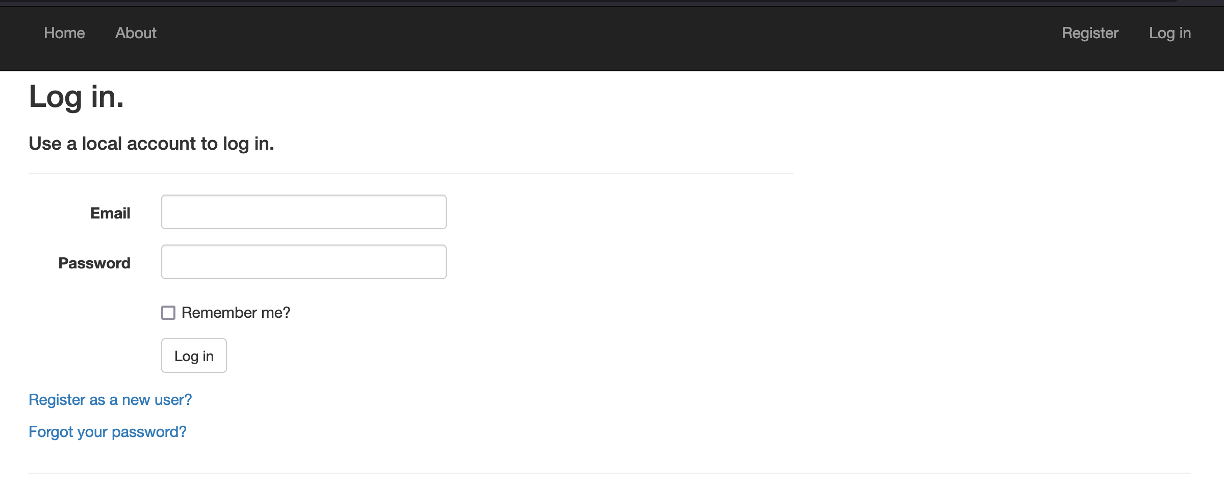 Home About Register Log in
Log in.
Use a local account to log in.
Email
Password
Remember me?
Log in
Register as a new user?
Forgot your password?